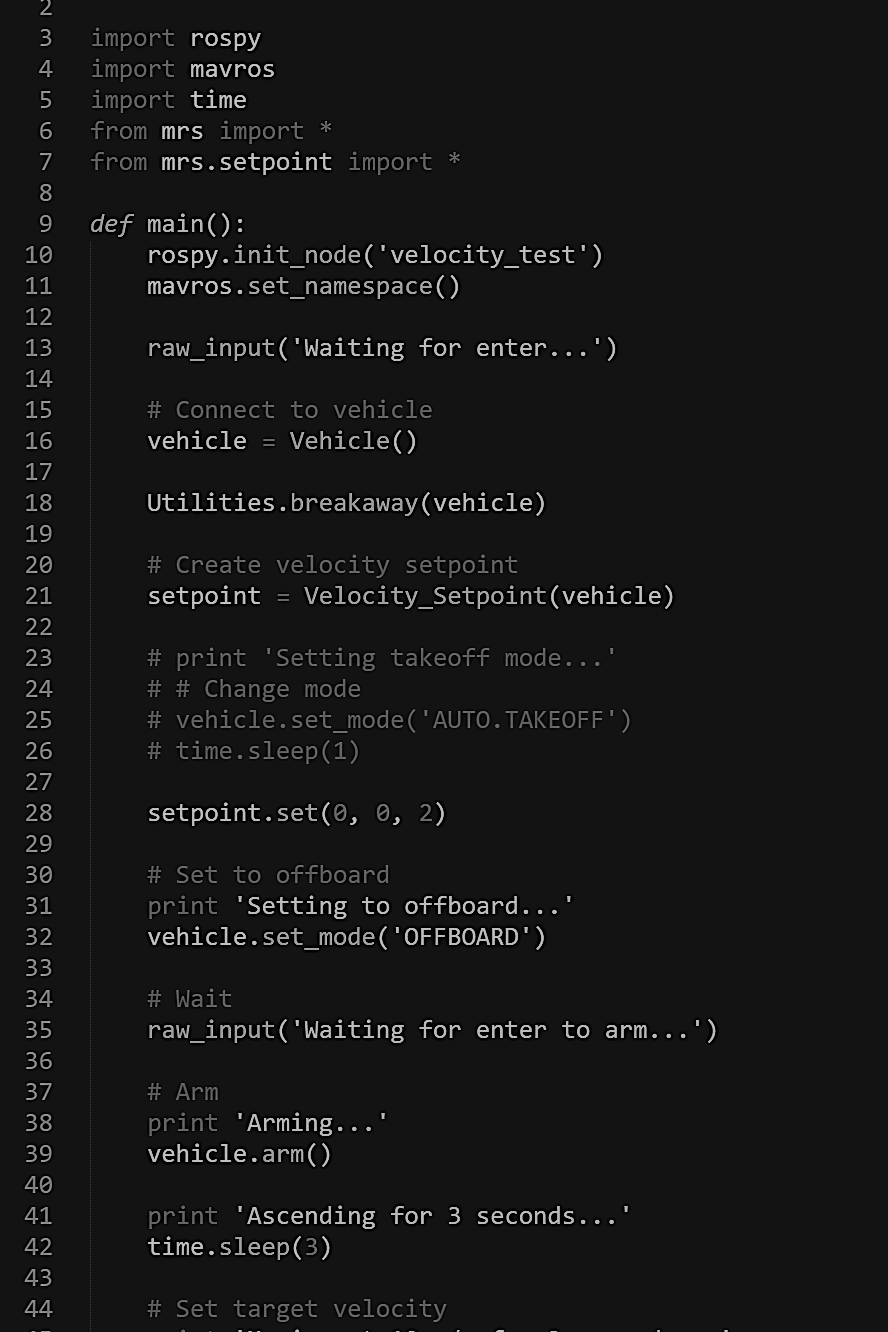 2
3 import rospy
4 import mavros
5 import time
6 from mrs import *
7 from mrs.setpoint import *
8
9 def main():
10     rospy.init_node('velocity_test')
11     mavros.set_namespace()
12
13     raw_input('Waiting for enter...')
14
15     # Connect to vehicle
16     vehicle = Vehicle()
17
18     Utilities.breakaway(vehicle)
19
20     # Create velocity setpoint
21     setpoint = Velocity_Setpoint(vehicle)
22
23     # print 'Setting takeoff mode...'
24     # # Change mode
25     # vehicle.set_mode('AUTO.TAKEOFF')
26     # time.sleep(1)
27
28     setpoint.set(0, 0, 2)
29
30     # Set to offboard
31     print 'Setting to offboard...'
32     vehicle.set_mode('OFFBOARD')
33
34     # Wait
35     raw_input('Waiting for enter to arm...')
36
37     # Arm
38     print 'Arming...'
39     vehicle.arm()
40
41     print 'Ascending for 3 seconds...'
42     time.sleep(3)
43
44     # Set target velocity